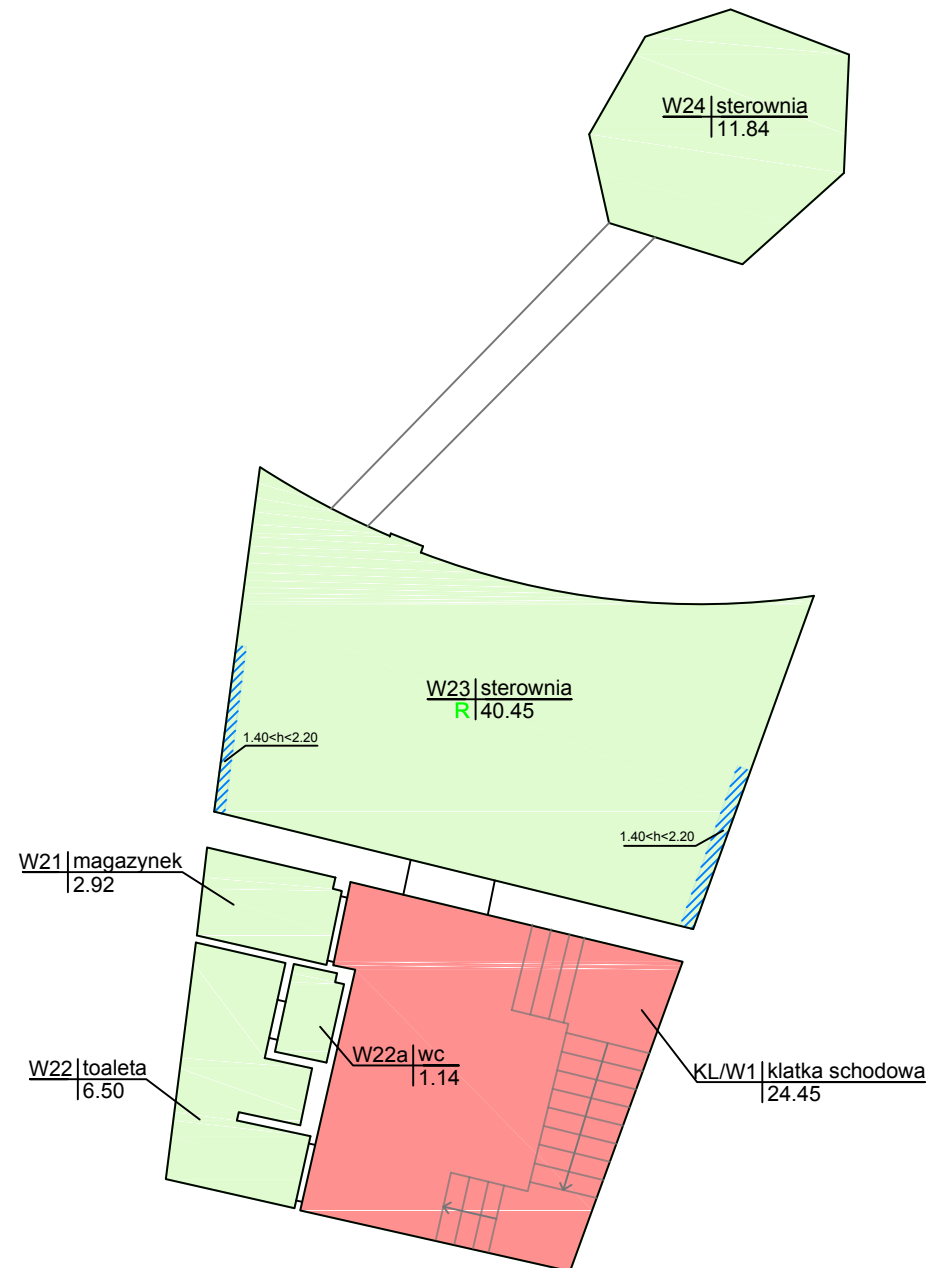 W24 sterownia
11.84
W23 sterownia
R 40.45
1.40<h<2.20
1.40<h<2.20
W21 magazynek
2.92
W22a wc
1.14
W22 toaleta
6.50
KL/W1 klatka schodowa
24.45